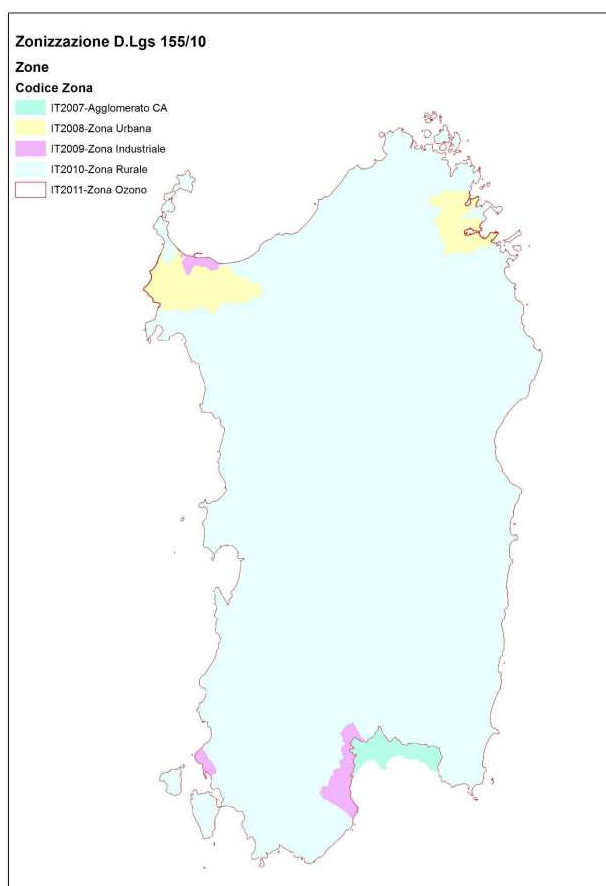 Zonizzazione D.Lgs 155/10
Zone
Codice Zona
IT2007-Agglomerato CA
IT2008-Zona Urbana
IT2009-Zona Industriale
IT2010-Zona Rurale
IT2011-Zona Ozono